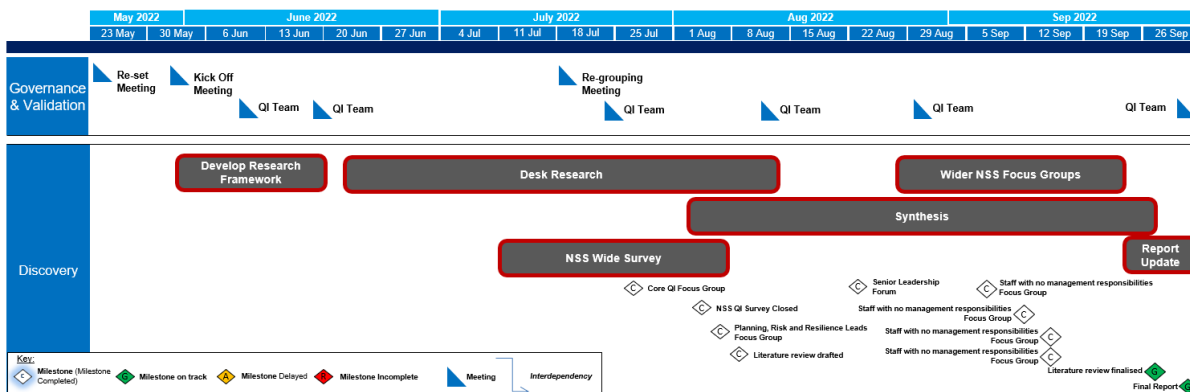 May 2022 June 2022 July 2022 Aug 2022 Sep 2022
23 May 30 May 6 Jun 13 Jun 20 Jun 27 Jun 4 Jul 11 Jul 18 Jul 25 Jul 1 Aug 8 Aug 15 Aug 22 Aug 29 Aug 5 Sep 12 Sep 19 Sep 26 Sep
Governance
& Validation
Re-set
Meeting
Kick Off
Meeting
QI Team
QI Team
Re-grouping
Meeting
QI Team
QI Team
QI Team
QI Team
Discovery
Develop Research
Framework
Desk Research
Wider NSS Focus Groups
Synthesis
NSS Wide Survey
Report
Update
C Core QI Focus Group
C Senior Leadership
Forum
C Staff with no management responsibilities
Focus Group
C NSS QI Survey Closed
Staff with no management responsibilities
Focus Group C
C Planning, Risk and Resilience Leads
Focus Group
Staff with no management responsibilities
Focus Group C
C Literature review drafted
Staff with no management responsibilities
Focus Group C
Literature review finalised G
Final Report G
Key:
C Milestone (Milestone
Completed)
G Milestone on track
A Milestone Delayed
R Milestone Incomplete
Meeting
Interdependency